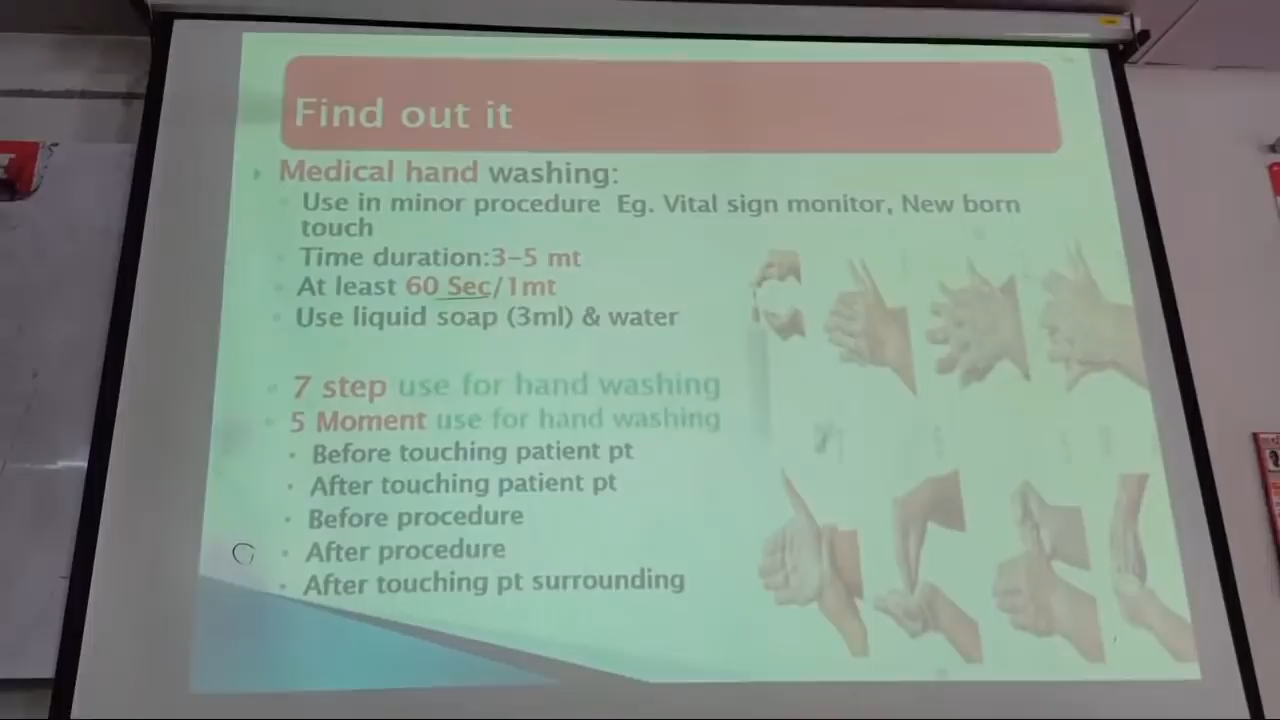 Find out it
Medical hand washing:
Use in minor procedure Eg. Vital sign monitor, New born
touch
Time duration:3-5 mt
At least 60 Sec/1mt
Use liquid soap (3ml) & water
7 step use for hand washing
5 Moment use for hand washing
Before touching patient pt
After touching patient pt
Before procedure
After procedure
After touching pt surrounding